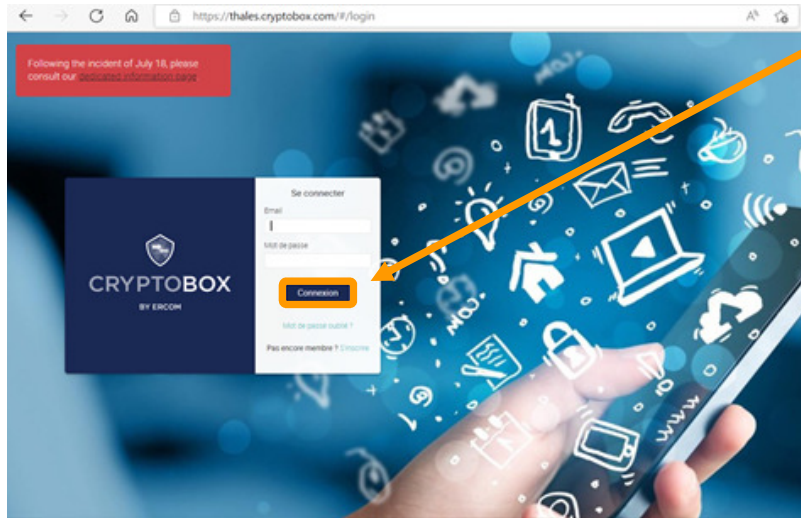 https://thales.cryptobox.com/#/login
Following the incident of July 18, please
consult our dedicated information page.
CRYPTOBOX
BY ERCOM
Se connecter
Email
Mot de passe
Connexion
Mot de passe oublié ?
Pas encore membre ? S'inscrire